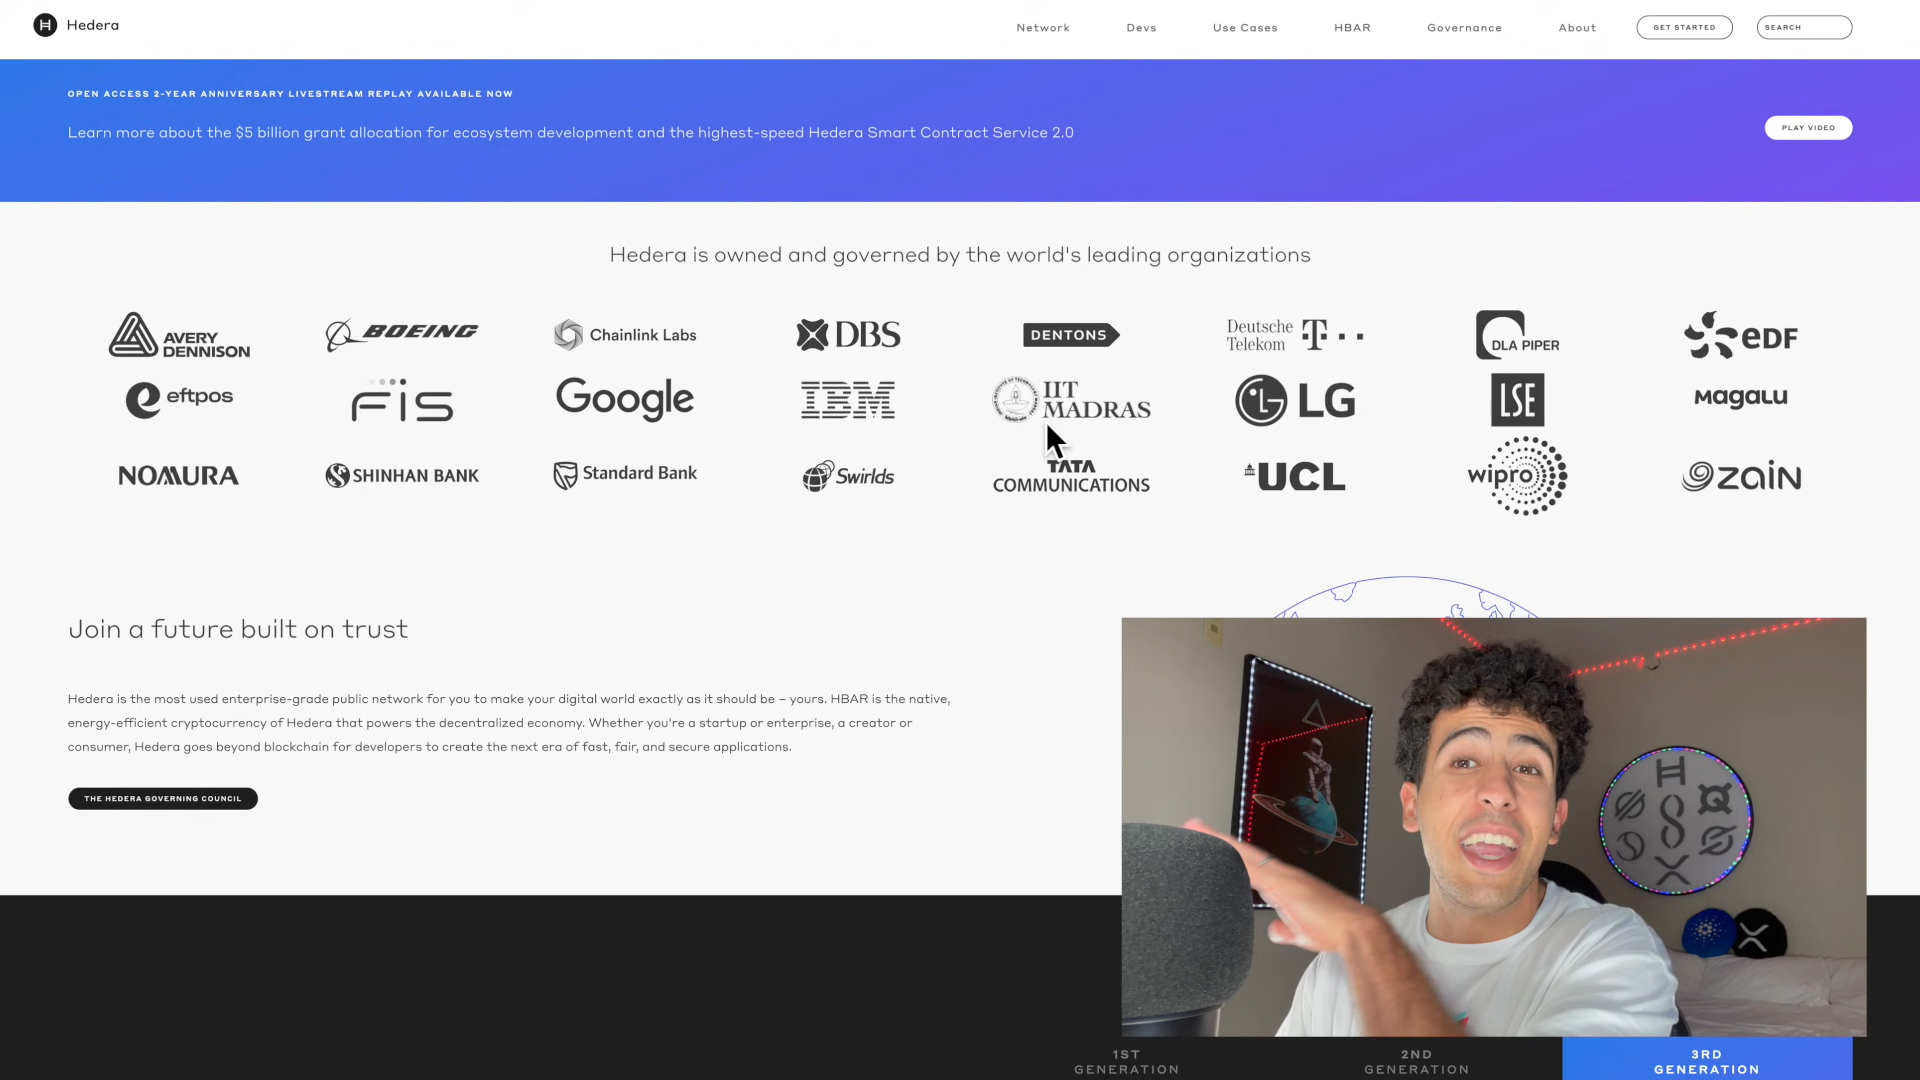 Hedera
Network Devs Use Cases HBAR Governance About GET STARTED SEARCH
OPEN ACCESS 2-YEAR ANNIVERSARY LIVESTREAM REPLAY AVAILABLE NOW
Learn more about the $5 billion grant allocation for ecosystem development and the highest-speed Hedera Smart Contract Service 2.0
PLAY VIDEO
Hedera is owned and governed by the world's leading organizations
AVERY
DENNISON
BOEING
Chainlink Labs
DBS
DENTONS
Deutsche
Telekom T
DLA PIPER
eDF
eftpos
FIS
Google
IBM
IIT
MADRAS
LG
LSE
Magalu
NOMURA
SHINHAN BANK
Standard Bank
Swirlds
TATA
COMMUNICATIONS
UCL
wipro
zain
Join a future built on trust
Hedera is the most used enterprise-grade public network for you to make your digital world exactly as it should be – yours. HBAR is the native,
energy-efficient cryptocurrency of Hedera that powers the decentralized economy. Whether you're a startup or enterprise, a creator or
consumer, Hedera goes beyond blockchain for developers to create the next era of fast, fair, and secure applications.
THE HEDERA GOVERNING COUNCIL
1ST
GENERATION
2ND
GENERATION
3RD
GENERATION